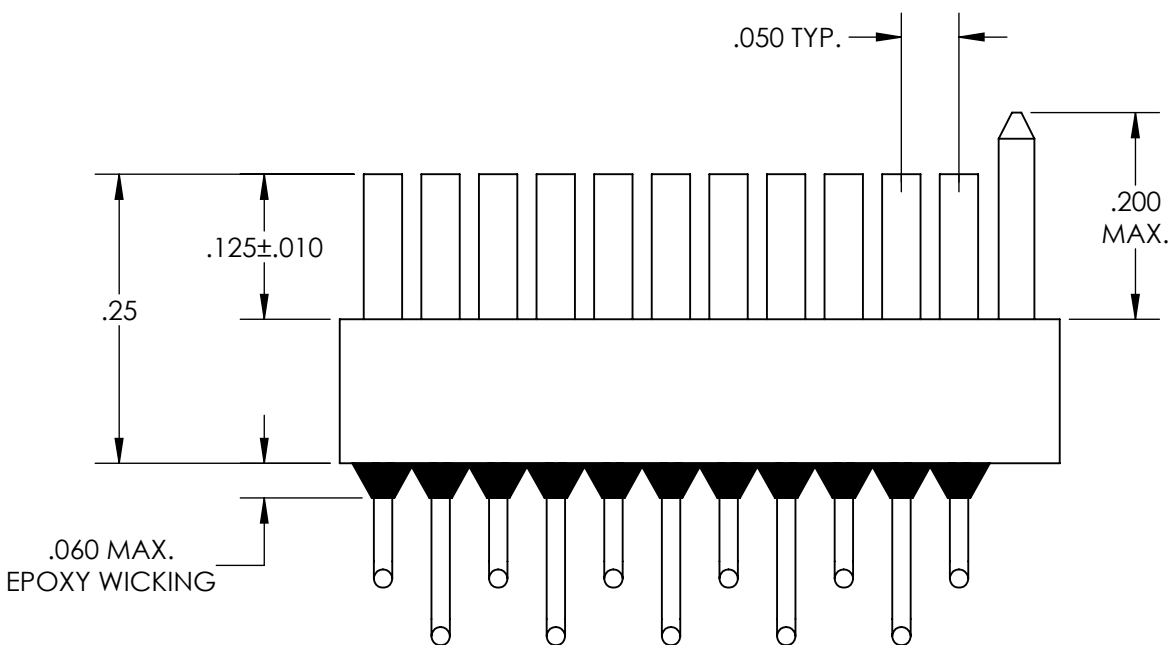 .050 TYP.
.200
MAX.
.125±.010
.25
.060 MAX.
EPOXY WICKING